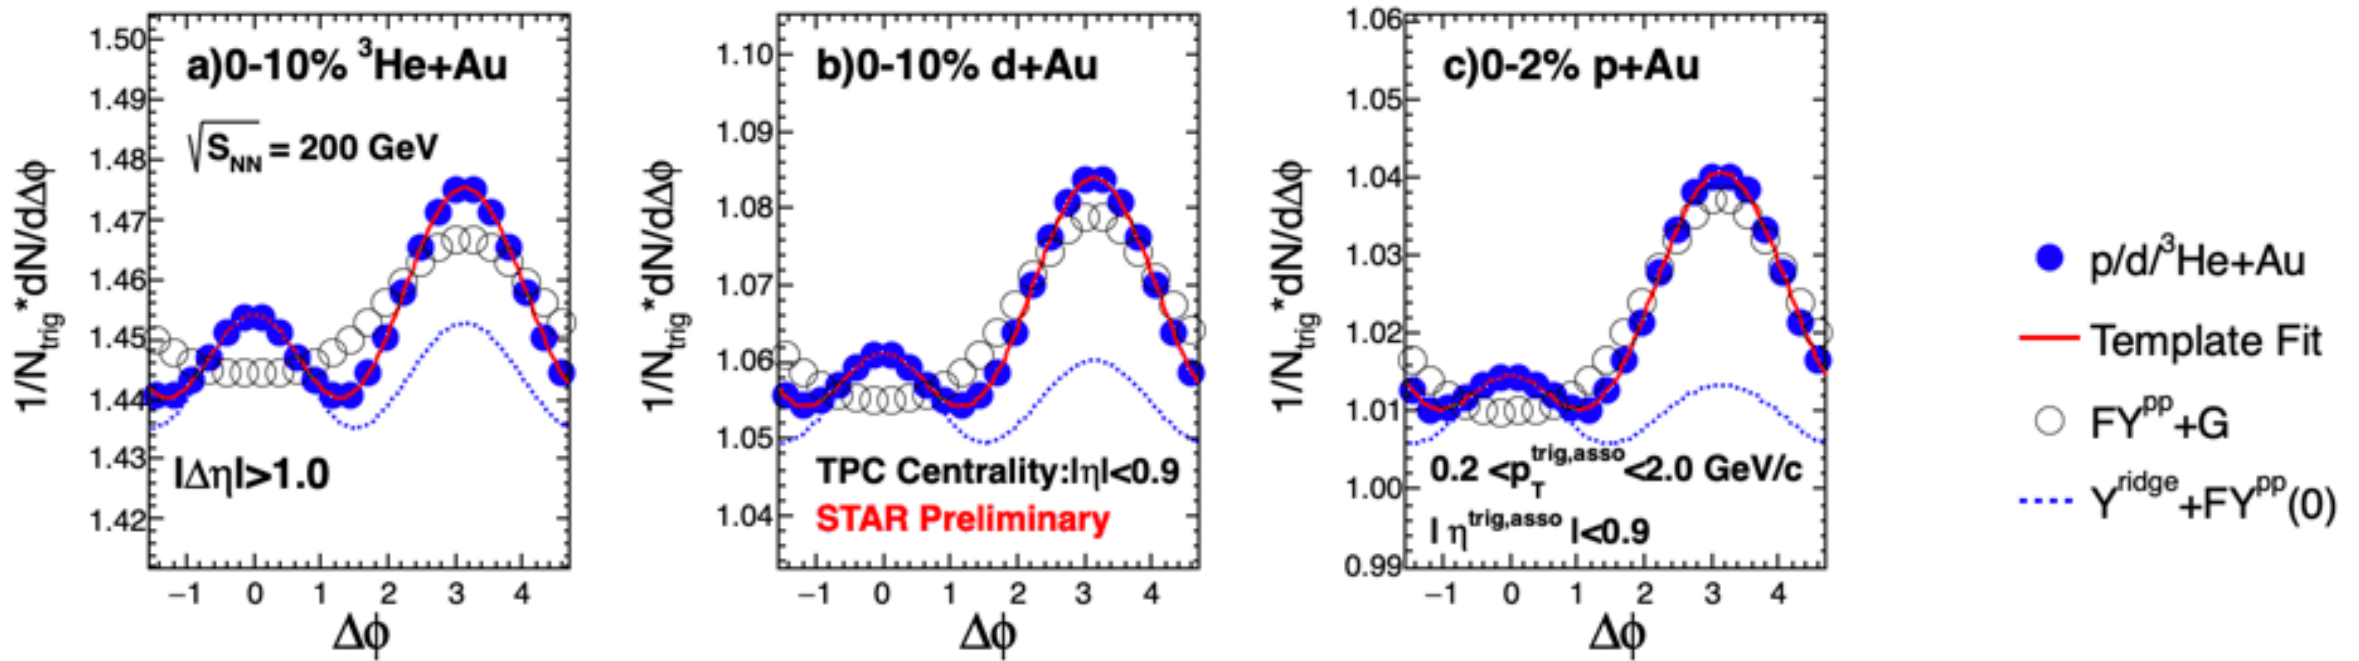 a)0-10% ³He+Au
√S_NN = 200 GeV
|Δη|>1.0
1/N_trig*dN/dΔϕ
1.50
1.49
1.48
1.47
1.46
1.45
1.44
1.43
1.42
−1 0 1 2 3 4
Δϕ
b)0-10% d+Au
TPC Centrality:|η|<0.9
STAR Preliminary
1/N_trig*dN/dΔϕ
1.10
1.09
1.08
1.07
1.06
1.05
1.04
−1 0 1 2 3 4
Δϕ
c)0-2% p+Au
0.2 <p_T^trig,asso <2.0 GeV/c
| η^trig,asso |<0.9
1/N_trig*dN/dΔϕ
1.06
1.05
1.04
1.03
1.02
1.01
1.00
0.99
−1 0 1 2 3 4
Δϕ
p/d/³He+Au
Template Fit
FY^pp+G
Y^ridge+FY^pp(0)